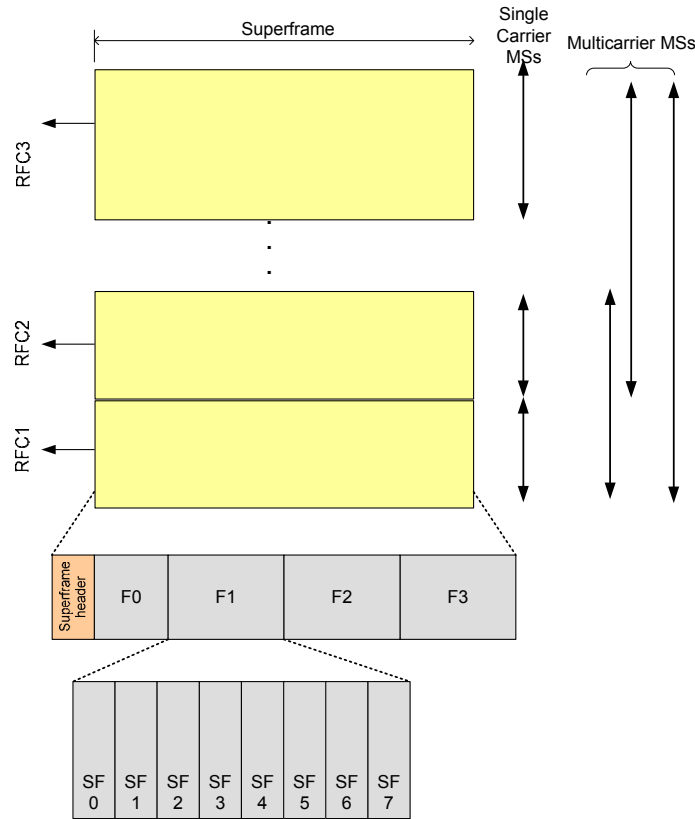 Superframe
Single
Carrier
MSs
Multicarrier MSs
RFC3
RFC2
RFC1
Superframe
header
F0
F1
F2
F3
SF
0
SF
1
SF
2
SF
3
SF
4
SF
5
SF
6
SF
7